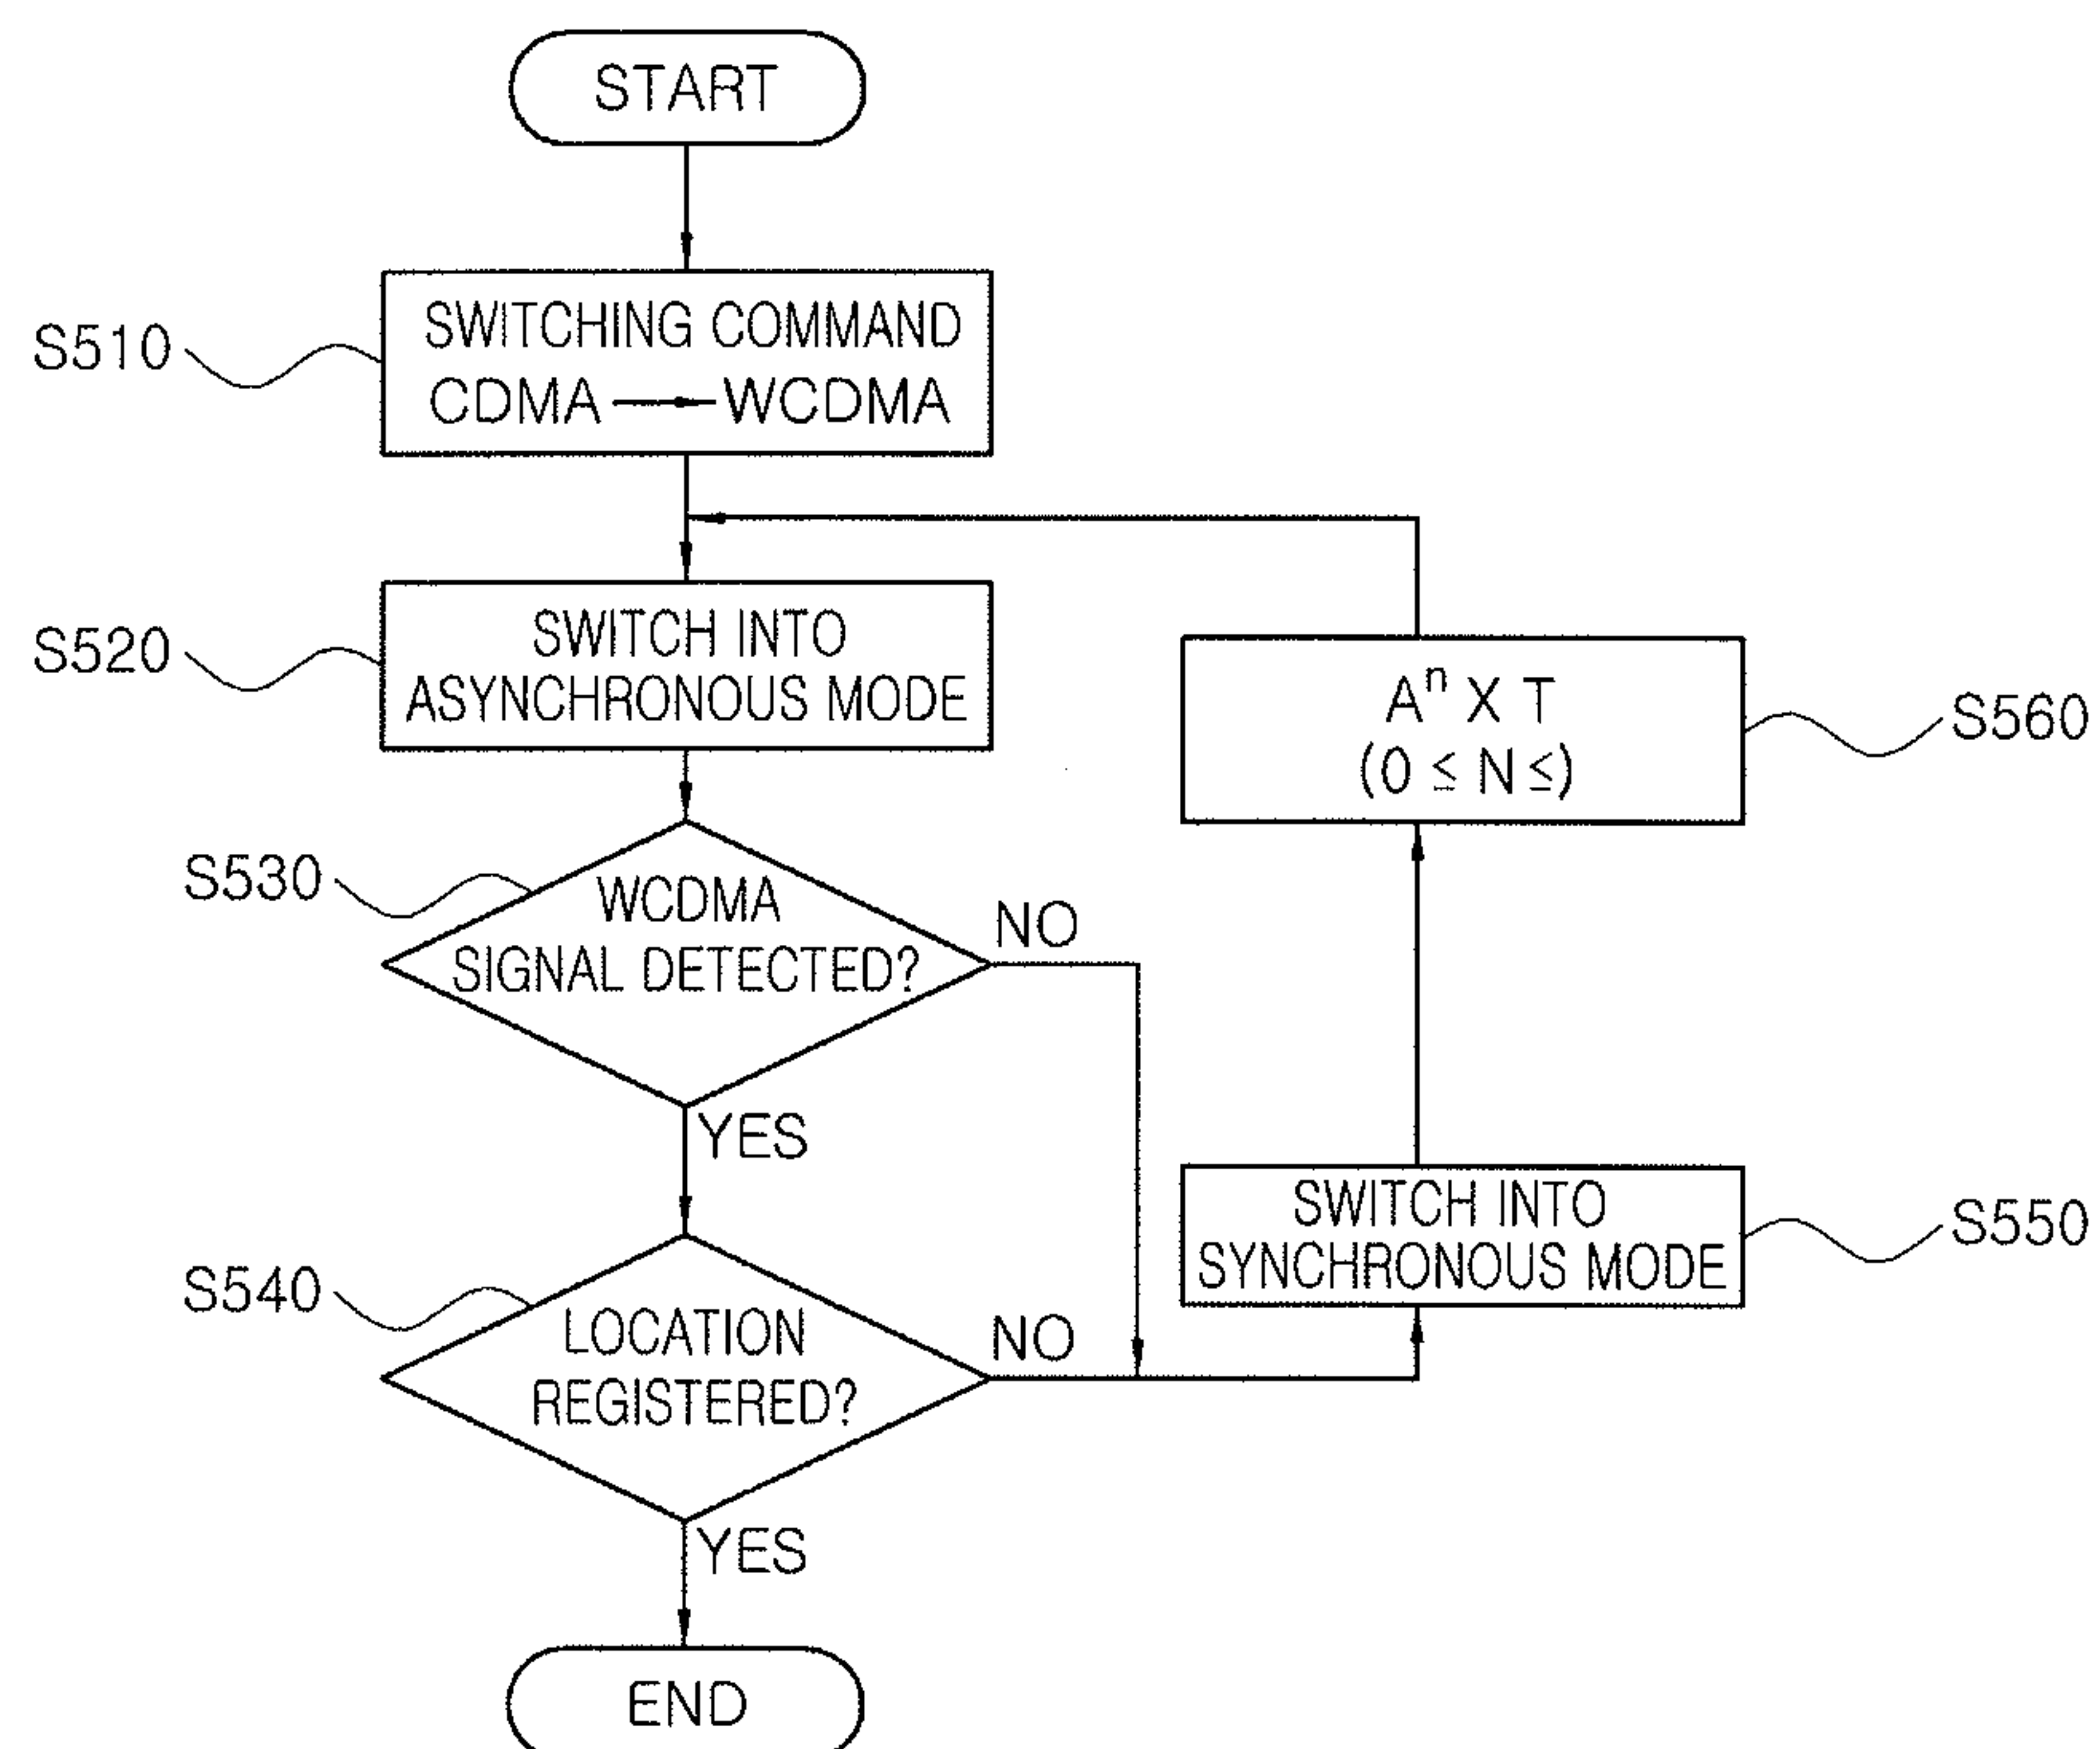 START
S510
SWITCHING COMMAND
CDMA → WCDMA
S520
SWITCH INTO
ASYNCHRONOUS MODE
Aⁿ X T
(0 ≤ N ≤)
S560
S530
WCDMA
SIGNAL DETECTED?
NO
YES
SWITCH INTO
SYNCHRONOUS MODE
S550
S540
LOCATION
REGISTERED?
NO
YES
END